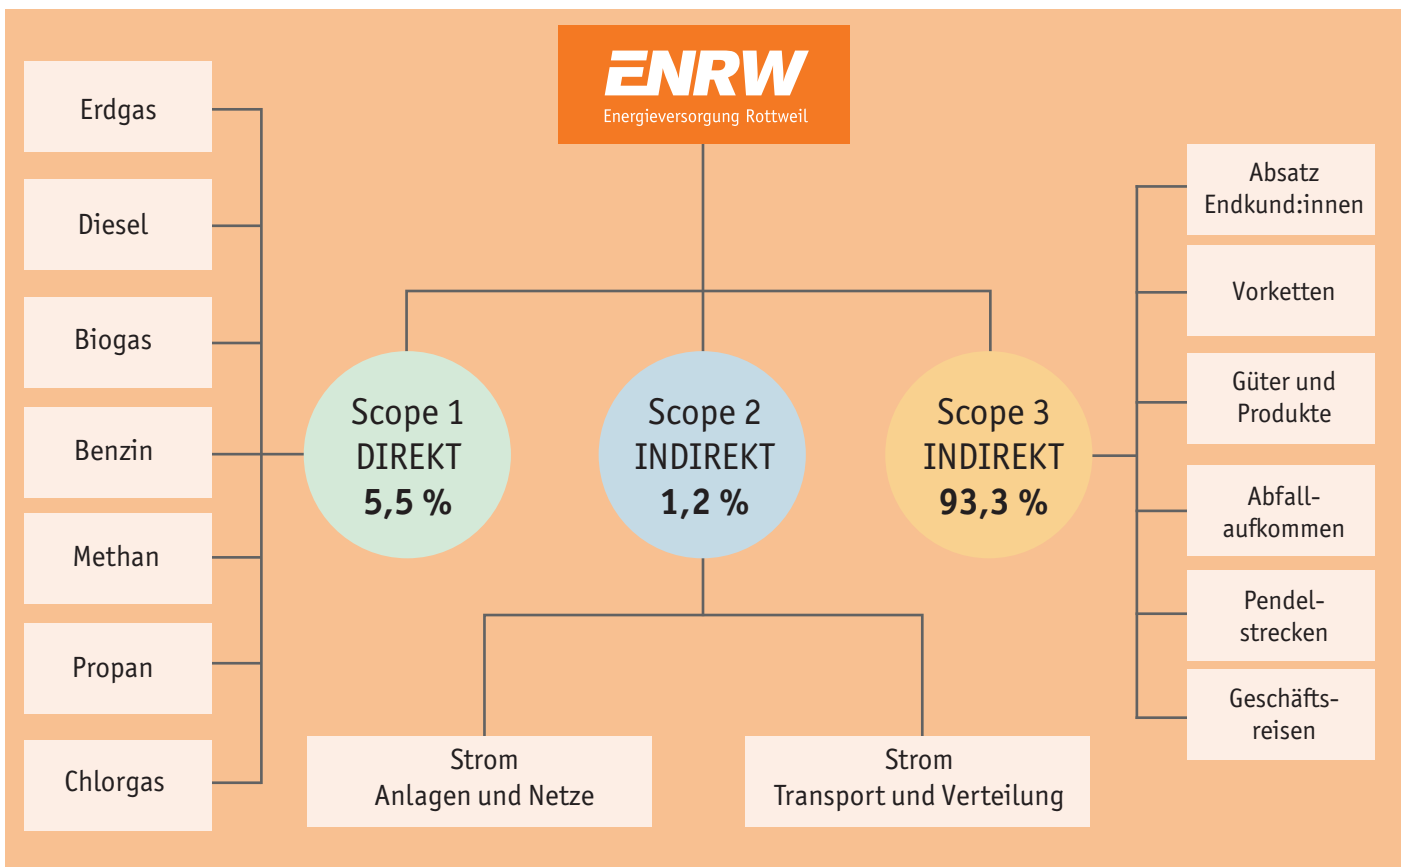 ENRW
Energieversorgung Rottweil
Erdgas
Diesel
Biogas
Benzin
Methan
Propan
Chlorgas
Scope 1
DIREKT
5,5 %
Scope 2
INDIREKT
1,2 %
Scope 3
INDIREKT
93,3 %
Strom
Anlagen und Netze
Strom
Transport und Verteilung
Absatz
Endkund:innen
Vorketten
Güter und
Produkte
Abfall-
aufkommen
Pendel-
strecken
Geschäfts-
reisen